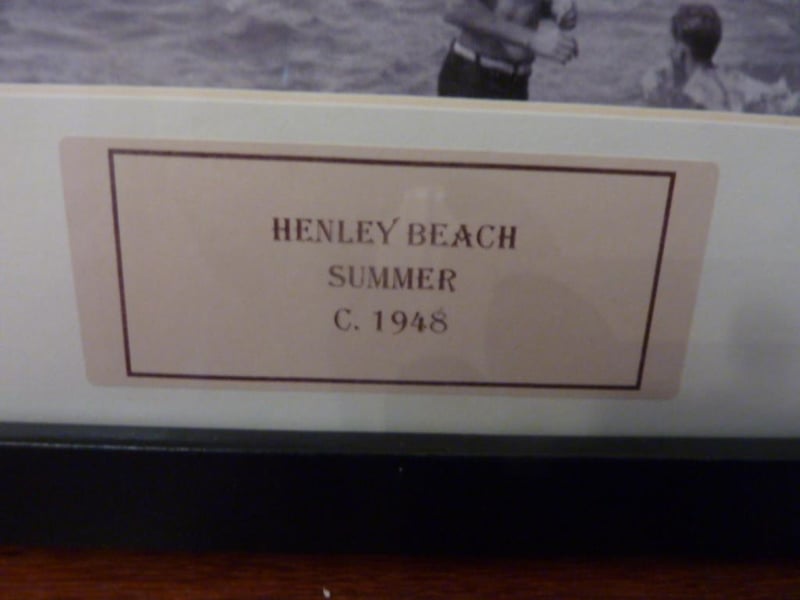 HENLEY BEACH
SUMMER
C. 1948